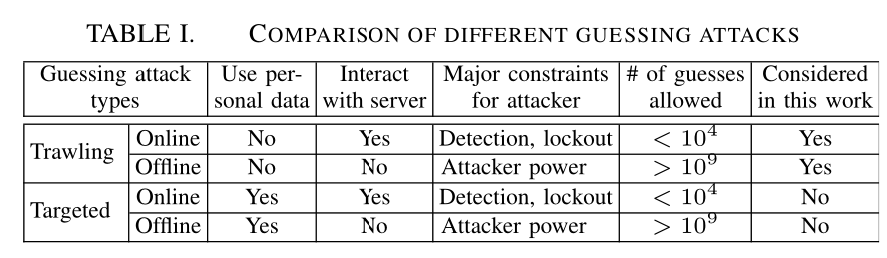 TABLE I. COMPARISON OF DIFFERENT GUESSING ATTACKS
Guessing attack types | Use personal data | Interact with server | Major constraints for attacker | # of guesses allowed | Considered in this work
Trawling | Online | No | Yes | Detection, lockout | < 10^4 | Yes
Offline | No | No | Attacker power | > 10^9 | Yes
Targeted | Online | Yes | Yes | Detection, lockout | < 10^4 | No
Offline | Yes | No | Attacker power | > 10^9 | No